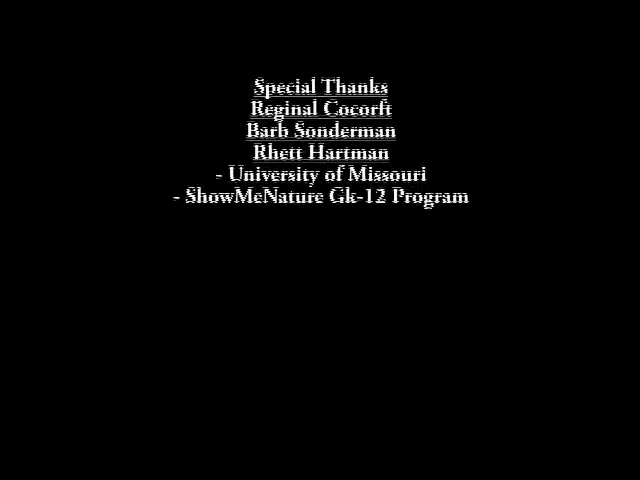 Special Thanks
Reginal Cocorft
Barb Sonderman
Rhett Hartman
- University of Missouri
- ShowMeNature Gk-12 Program